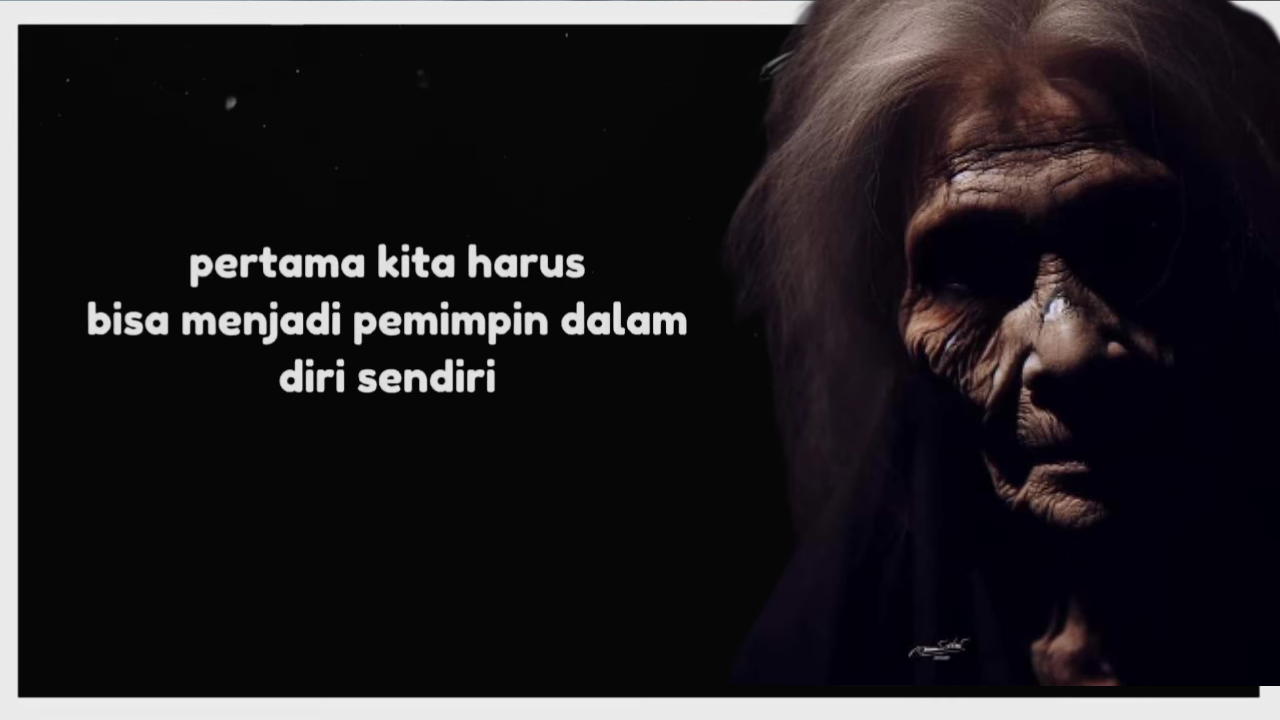 pertama kita harus
bisa menjadi pemimpin dalam
diri sendiri